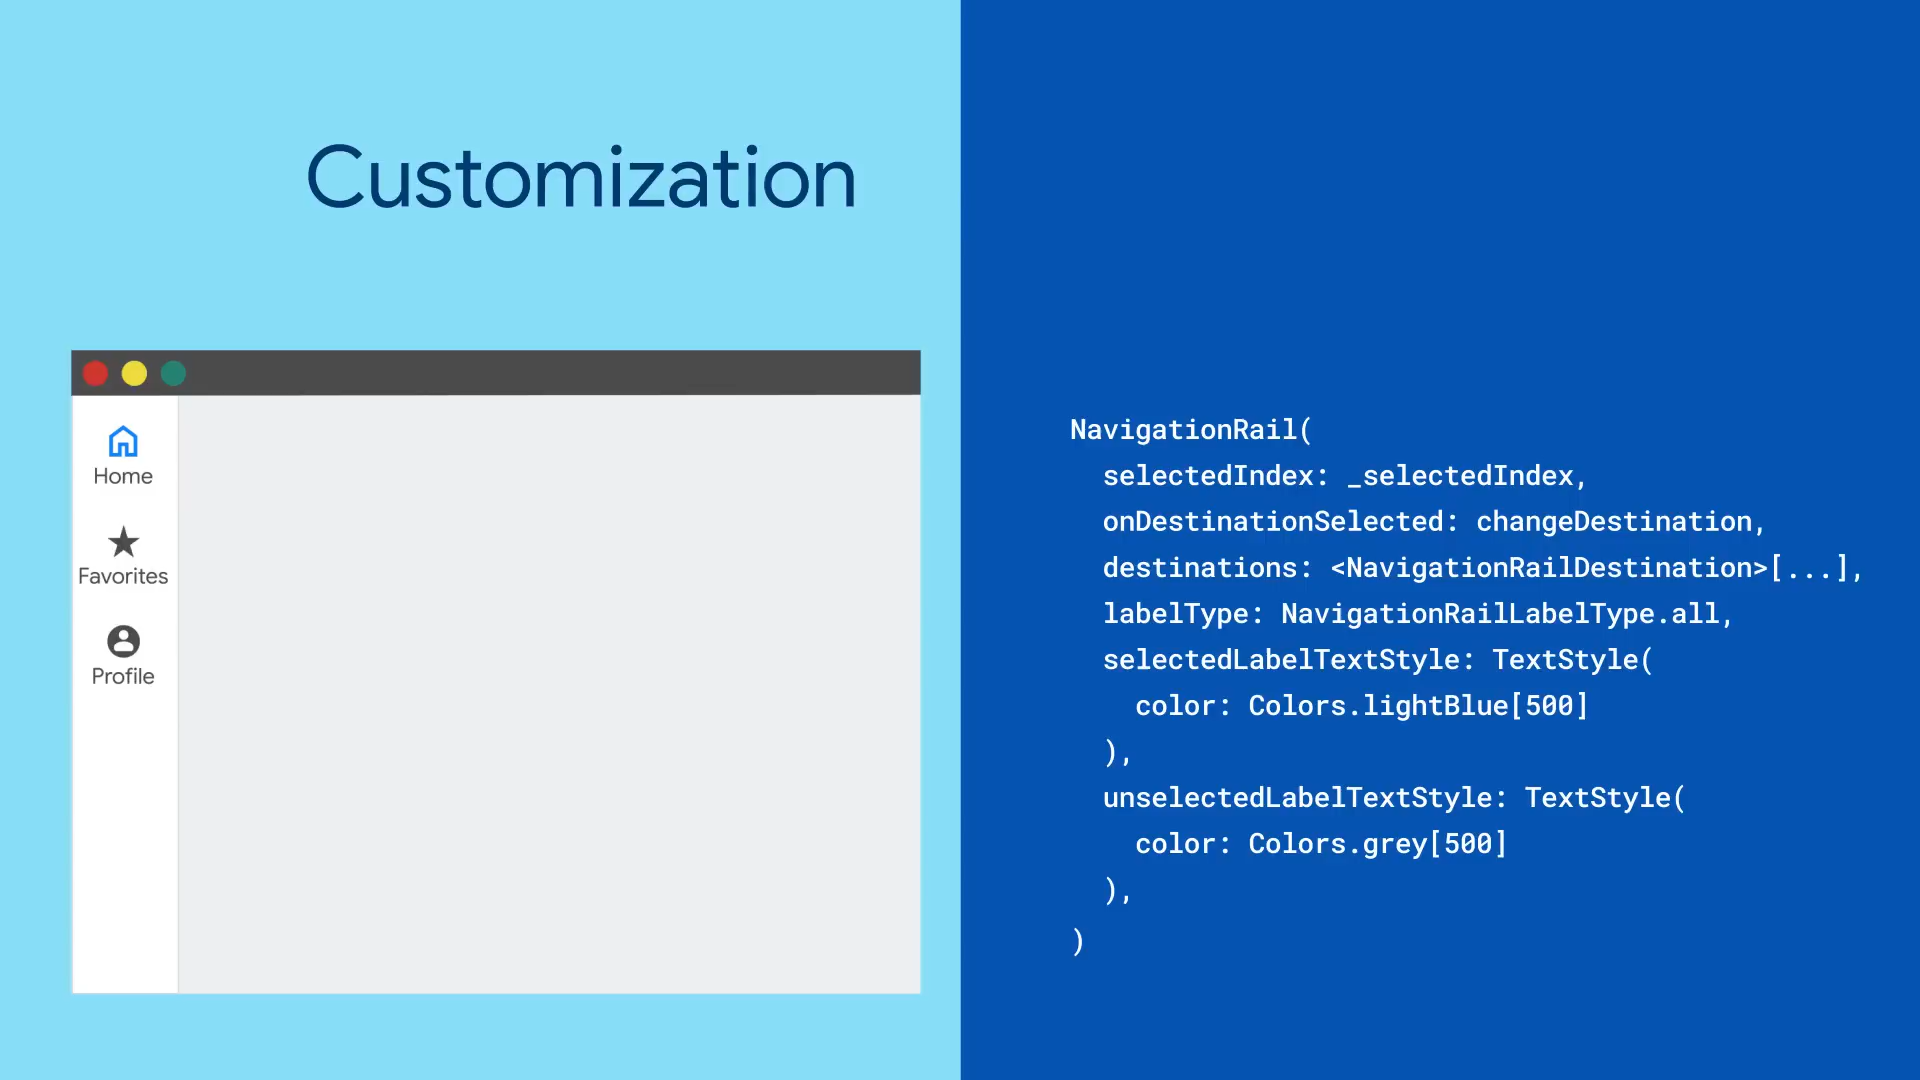 Customization
Home
Favorites
Profile
NavigationRail(
  selectedIndex: _selectedIndex,
  onDestinationSelected: changeDestination,
  destinations: <NavigationRailDestination>[...],
  labelType: NavigationRailLabelType.all,
  selectedLabelTextStyle: TextStyle(
    color: Colors.lightBlue[500]
  ),
  unselectedLabelTextStyle: TextStyle(
    color: Colors.grey[500]
  ),
)